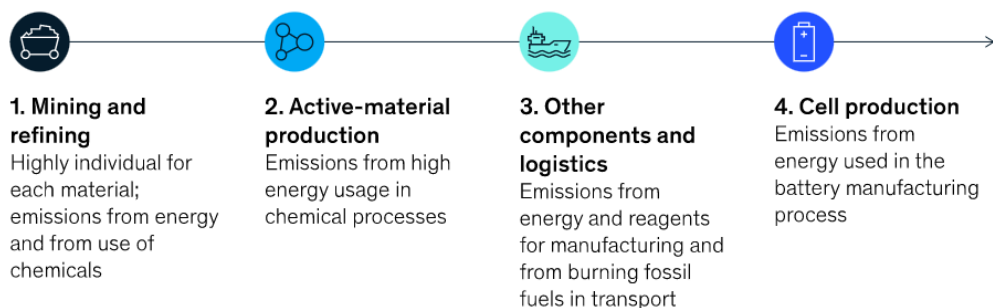 1. Mining and
refining
Highly individual for
each material;
emissions from energy
and from use of
chemicals
2. Active-material
production
Emissions from high
energy usage in
chemical processes
3. Other
components and
logistics
Emissions from
energy and reagents
for manufacturing and
from burning fossil
fuels in transport
4. Cell production
Emissions from
energy used in the
battery manufacturing
process